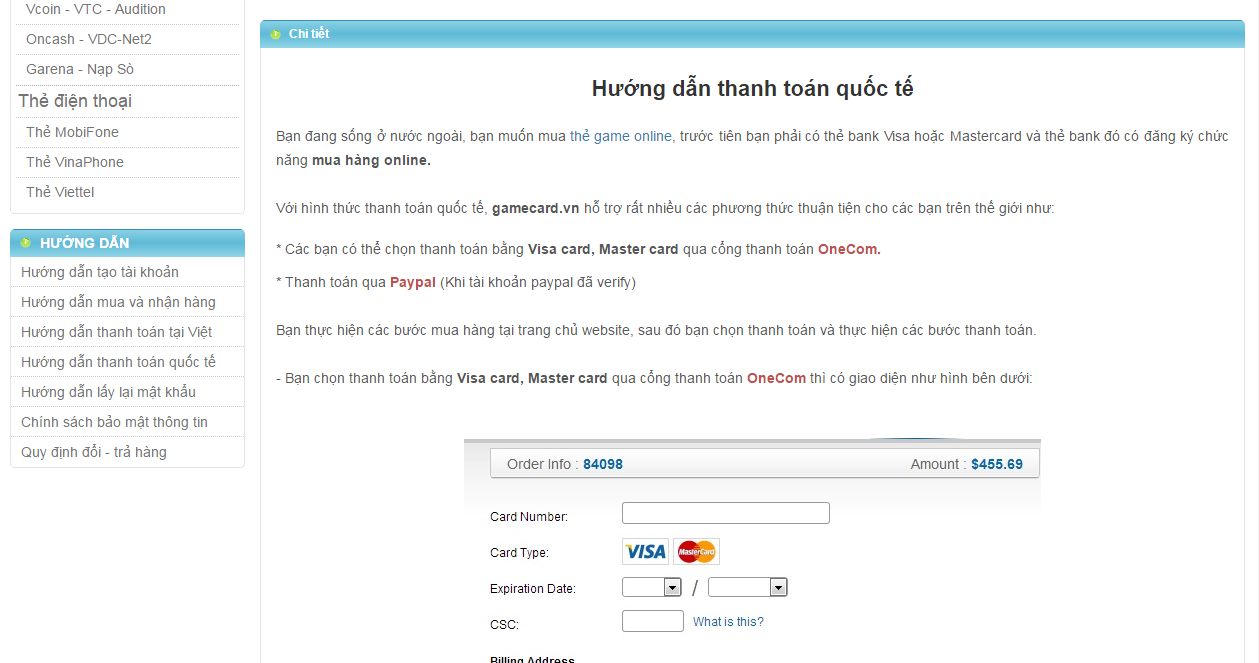 Vcoin - VTC - Audition
Oncash - VDC-Net2
Garena - Nạp Sò
Thẻ điện thoại
Thẻ MobiFone
Thẻ VinaPhone
Thẻ Viettel
HƯỚNG DẪN
Hướng dẫn tạo tài khoản
Hướng dẫn mua và nhận hàng
Hướng dẫn thanh toán tại Việt
Hướng dẫn thanh toán quốc tế
Hướng dẫn lấy lại mật khẩu
Chính sách bảo mật thông tin
Quy định đổi - trả hàng
Chi tiết
Hướng dẫn thanh toán quốc tế
Bạn đang sống ở nước ngoài, bạn muốn mua thẻ game online, trước tiên bạn phải có thẻ bank Visa hoặc Mastercard và thẻ bank đó có đăng ký chức
năng mua hàng online.
Với hình thức thanh toán quốc tế, gamecard.vn hỗ trợ rất nhiều các phương thức thuận tiện cho các bạn trên thế giới như:
* Các bạn có thể chọn thanh toán bằng Visa card, Master card qua cổng thanh toán OneCom.
* Thanh toán qua Paypal (Khi tài khoản paypal đã verify)
Bạn thực hiện các bước mua hàng tại trang chủ website, sau đó bạn chọn thanh toán và thực hiện các bước thanh toán.
- Bạn chọn thanh toán bằng Visa card, Master card qua cổng thanh toán OneCom thì có giao diện như hình bên dưới:
Order Info : 84098 Amount : $455.69
Card Number:
Card Type: VISA MasterCard
Expiration Date: /
CSC: What is this?
Billing Address